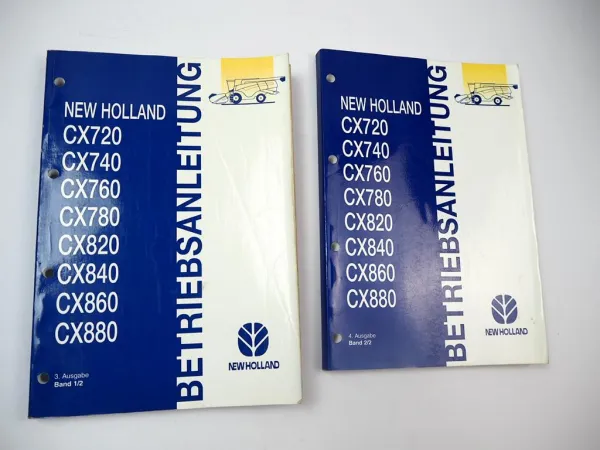 NEW HOLLAND
CX720
CX740
CX760
CX780
CX820
CX840
CX860
CX880
BETRIEBSANLEITUNG
3. Ausgabe
Band 1/2
NEW HOLLAND
NEW HOLLAND
CX720
CX740
CX760
CX780
CX820
CX840
CX860
CX880
BETRIEBSANLEITUNG
4. Ausgabe
Band 2/2
NEW HOLLAND